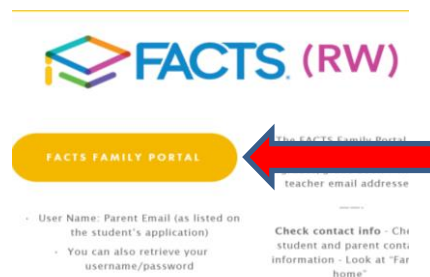 FACTS. (RW)
FACTS FAMILY PORTAL
- User Name: Parent Email (as listed on
the student's application)
- You can also retrieve your
username/password
The FACTS Family Portal
teacher email addresse
Check contact info - Che
student and parent conta
information - Look at "Far
home"